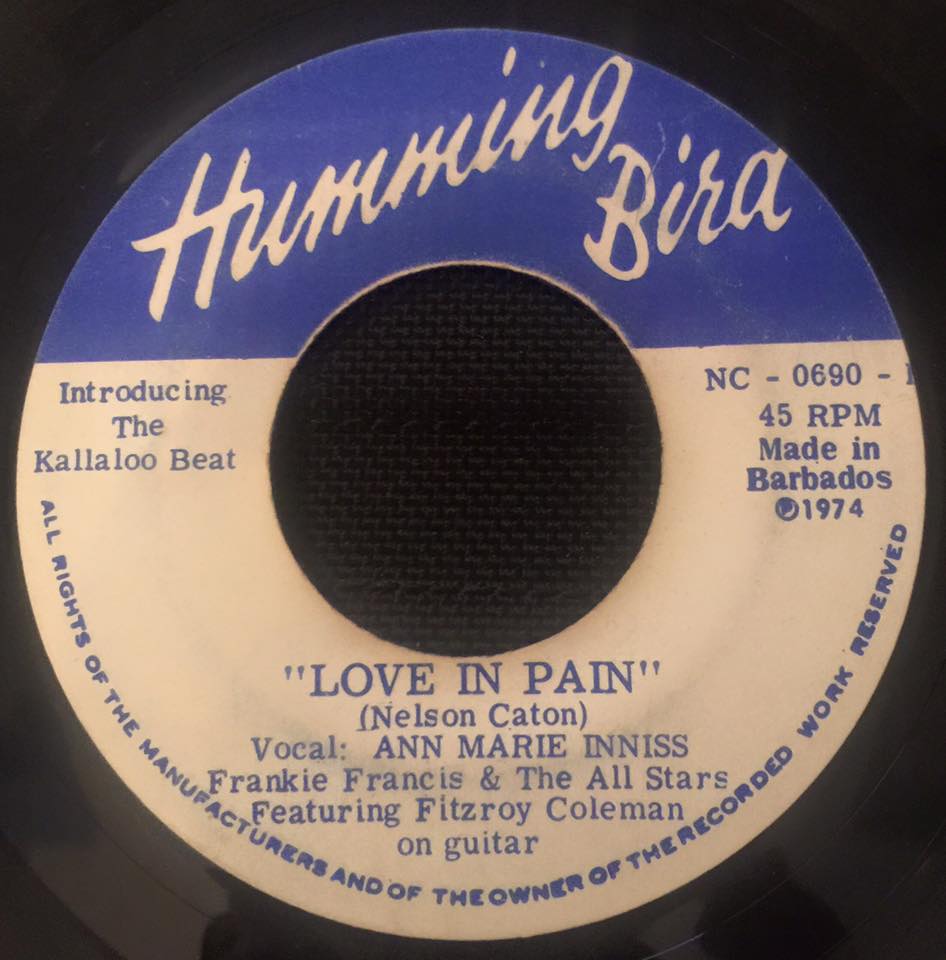 Humming
Bird
Introducing
The
Kallaloo Beat
NC - 0690 -
45 RPM
Made in
Barbados
℗1974
"LOVE IN PAIN"
(Nelson Caton)
Vocal: ANN MARIE INNISS
Frankie Francis & The All Stars
Featuring Fitzroy Coleman
on guitar
ALL RIGHTS OF THE MANUFACTURERS AND OF THE OWNER OF THE RECORDED WORK RESERVED